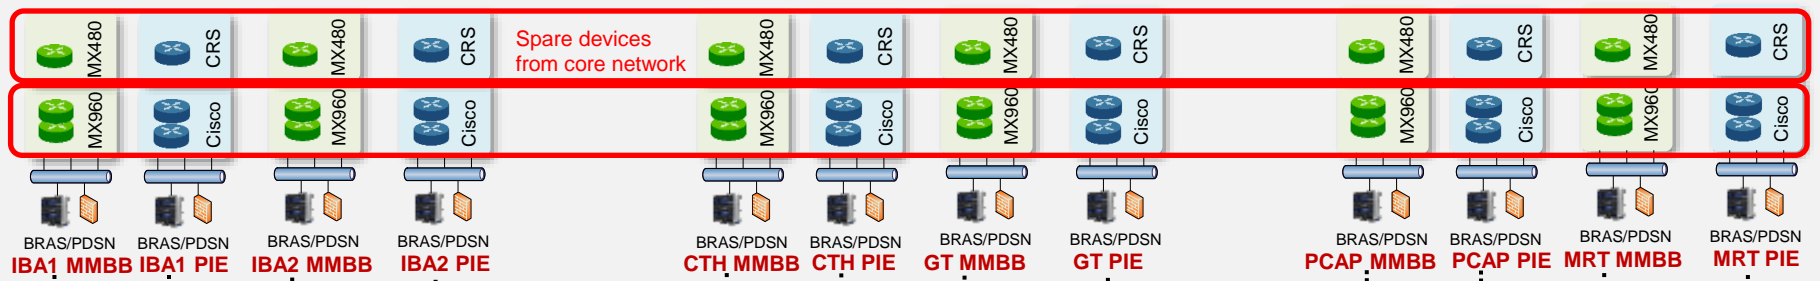 MX480
CRS
MX480
CRS
Spare devices
from core network
MX480
CRS
MX480
CRS
MX480
CRS
MX480
CRS
MX960
Cisco
MX960
Cisco
MX960
Cisco
MX960
Cisco
MX960
Cisco
MX960
Cisco
BRAS/PDSN
IBA1 MMBB
BRAS/PDSN
IBA1 PIE
BRAS/PDSN
IBA2 MMBB
BRAS/PDSN
IBA2 PIE
BRAS/PDSN
CTH MMBB
BRAS/PDSN
CTH PIE
BRAS/PDSN
GT MMBB
BRAS/PDSN
GT PIE
BRAS/PDSN
PCAP MMBB
BRAS/PDSN
PCAP PIE
BRAS/PDSN
MRT MMBB
BRAS/PDSN
MRT PIE